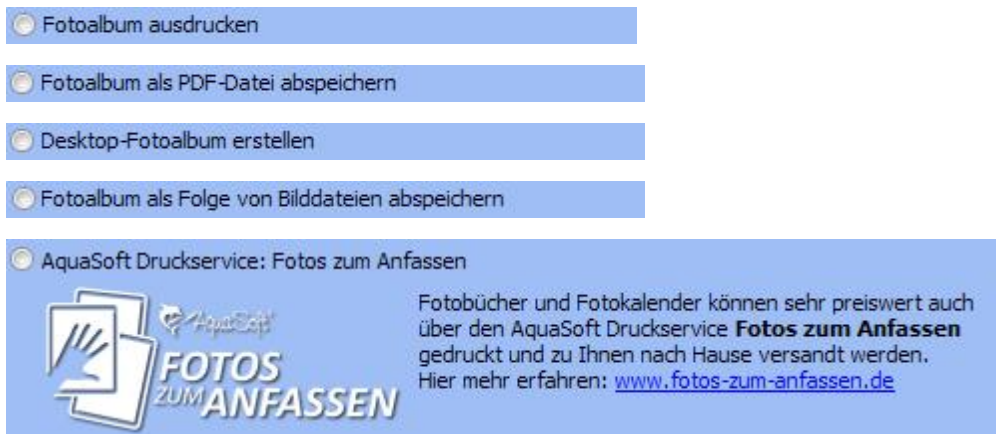 Fotoalbum ausdrucken
Fotoalbum als PDF-Datei abspeichern
Desktop-Fotoalbum erstellen
Fotoalbum als Folge von Bilddateien abspeichern
AquaSoft Druckservice: Fotos zum Anfassen
AquaSoft
FOTOS
ZUM ANFASSEN
Fotobücher und Fotokalender können sehr preiswert auch
über den AquaSoft Druckservice Fotos zum Anfassen
gedruckt und zu Ihnen nach Hause versandt werden.
Hier mehr erfahren: www.fotos-zum-anfassen.de